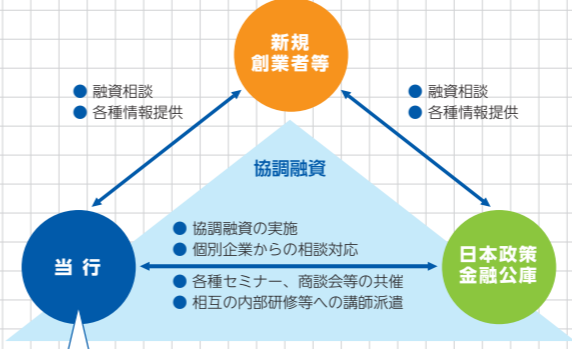 新規
創業者等
● 融資相談
● 各種情報提供
● 融資相談
● 各種情報提供
協調融資
● 協調融資の実施
● 個別企業からの相談対応
当 行
日本政策
金融公庫
● 各種セミナー、商談会等の共催
● 相互の内部研修等への講師派遣